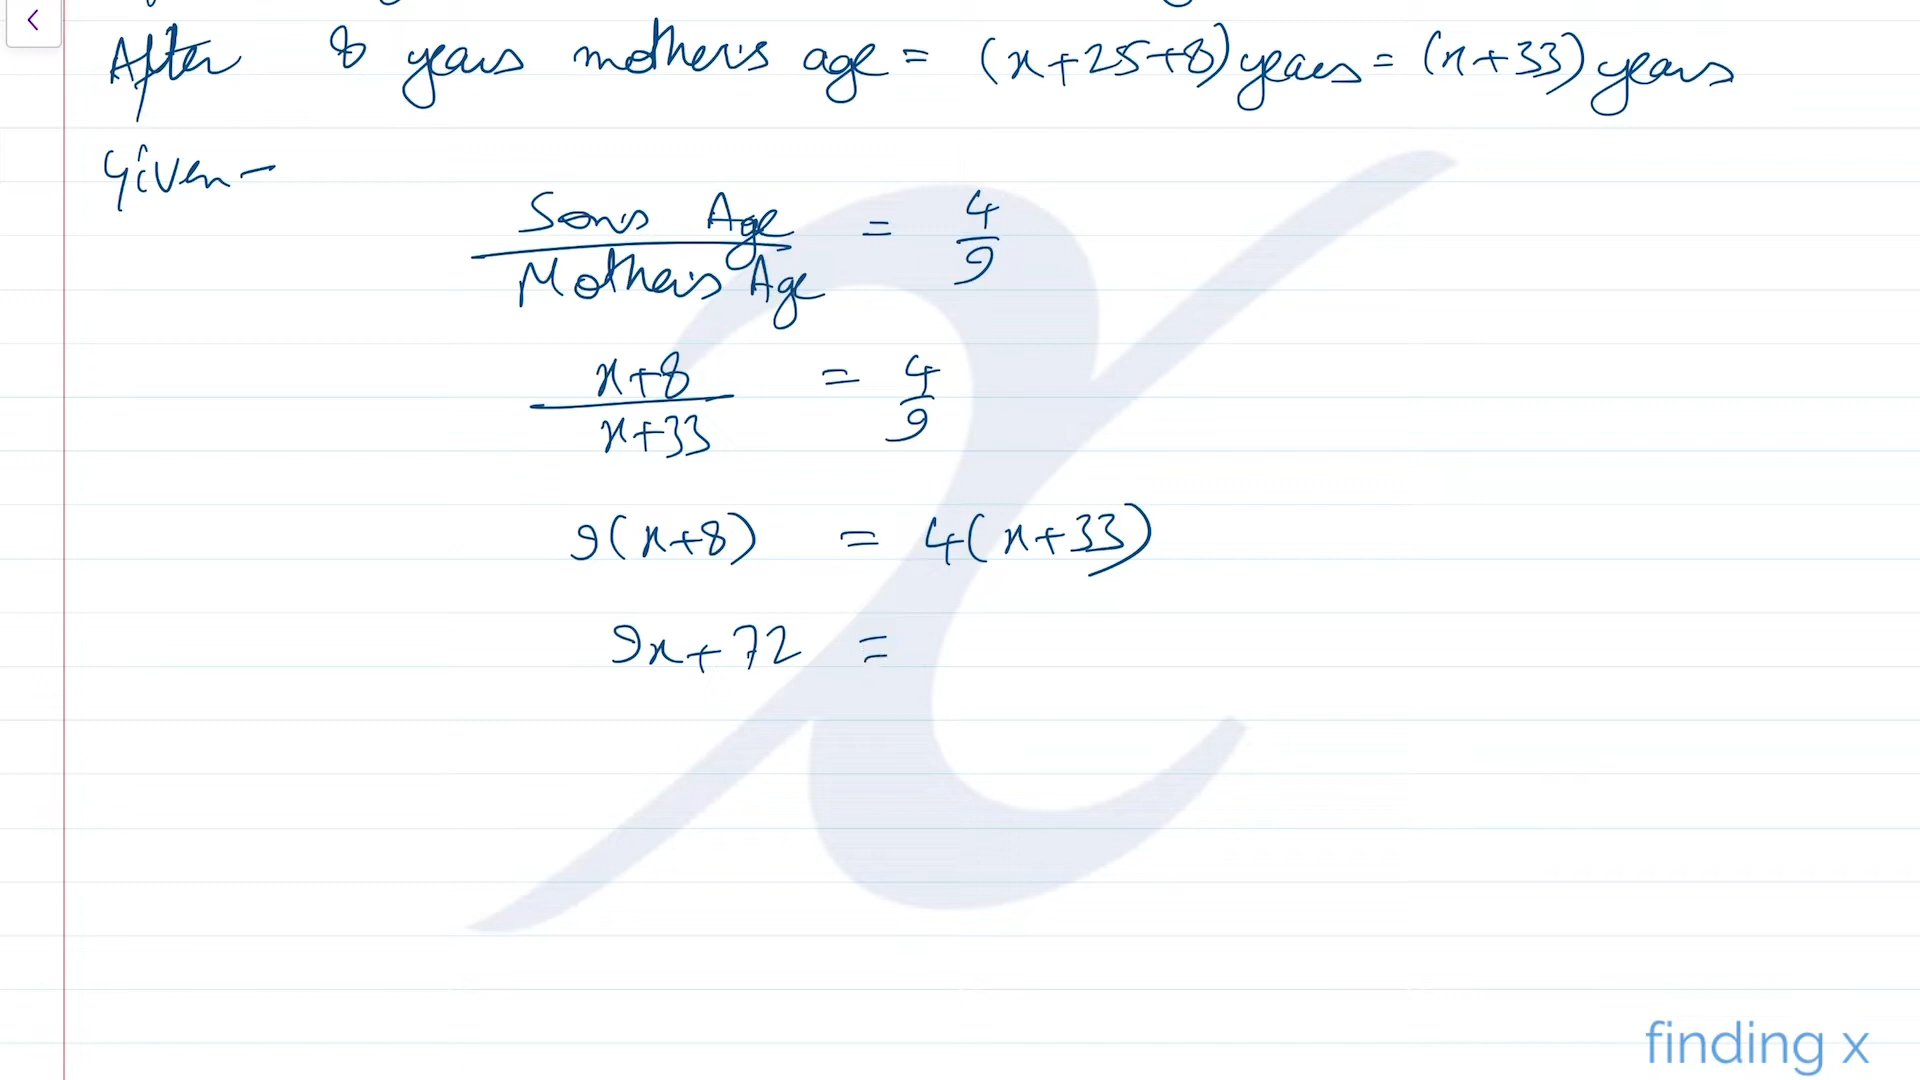 After 8 years mother's age = (x+25+8) years = (x+33) years
Given -
Son's Age / Mother's Age = 4/9
x+8 / x+33 = 4/9
9(x+8) = 4(x+33)
9x+72 =
finding x